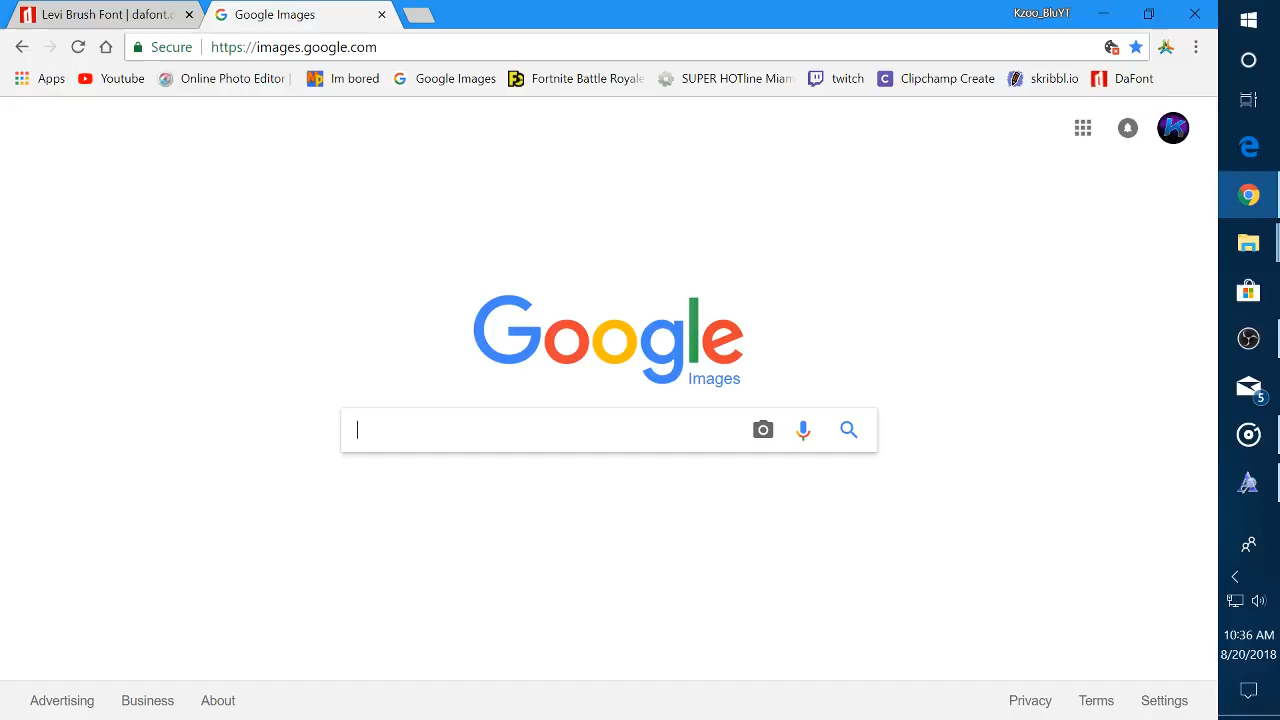 Levi Brush Font | dafont.c
Google Images
Kzoo_BluYT
Secure
https://images.google.com
Apps
Youtube
Online Photo Editor |
Im bored
Google Images
Fortnite Battle Royale
SUPERHOTline Miam
twitch
Clipchamp Create
skribbl.io
DaFont
Google
Images
5
10:36 AM
8/20/2018
Advertising
Business
About
Privacy
Terms
Settings